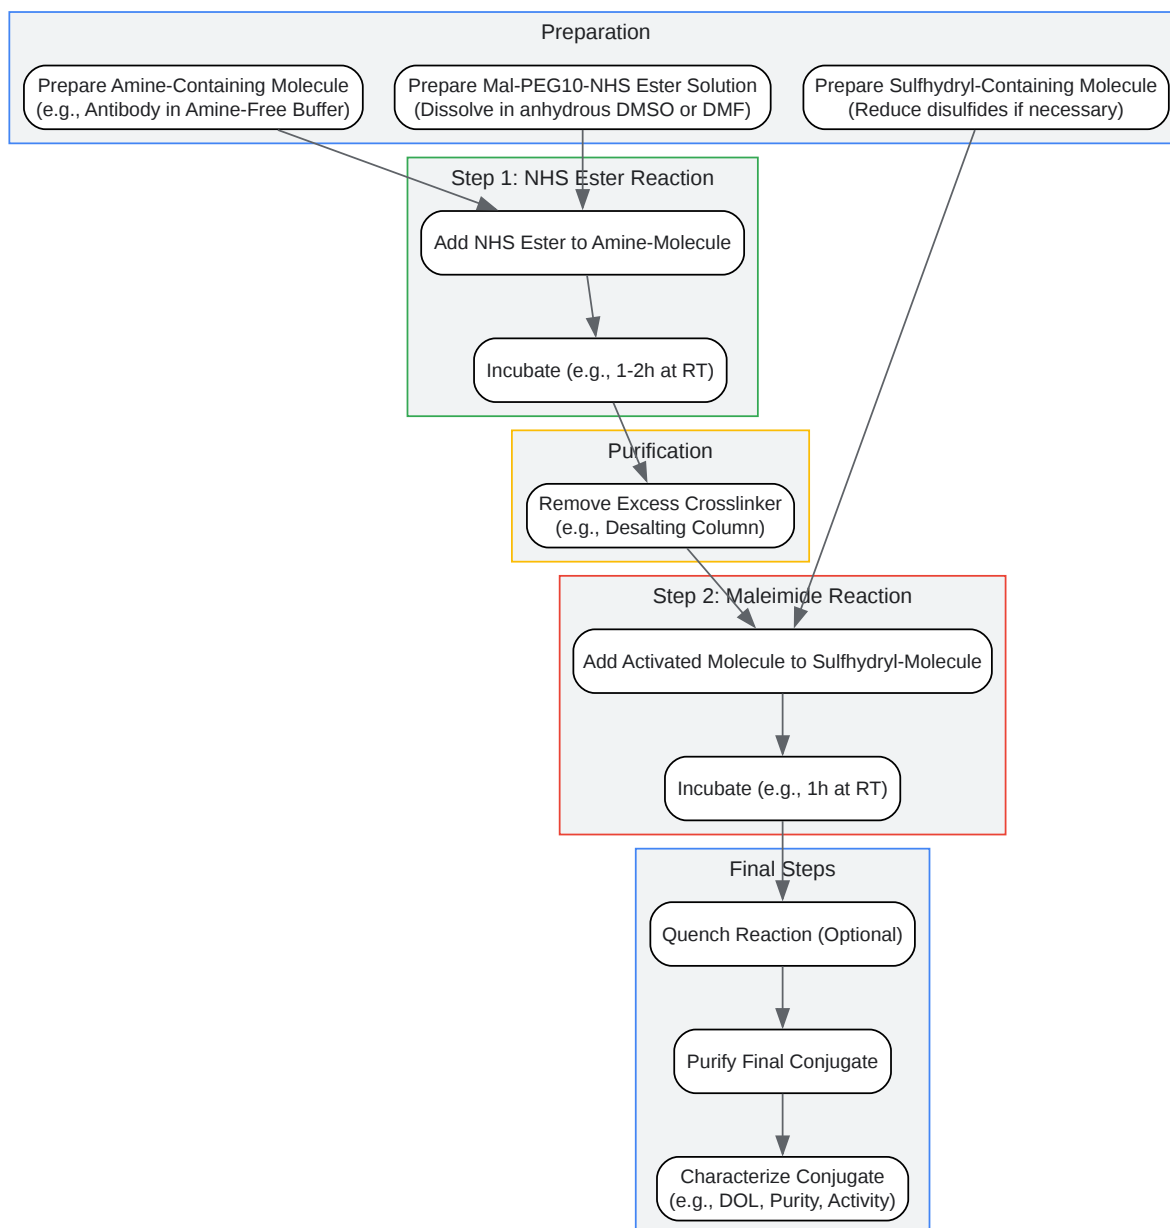 Preparation
Prepare Amine-Containing Molecule
(e.g., Antibody in Amine-Free Buffer)
Prepare Mal-PEG10-NHS Ester Solution
(Dissolve in anhydrous DMSO or DMF)
Prepare Sulfhydryl-Containing Molecule
(Reduce disulfides if necessary)
Step 1: NHS Ester Reaction
Add NHS Ester to Amine-Molecule
Incubate (e.g., 1-2h at RT)
Purification
Remove Excess Crosslinker
(e.g., Desalting Column)
Step 2: Maleimide Reaction
Add Activated Molecule to Sulfhydryl-Molecule
Incubate (e.g., 1h at RT)
Final Steps
Quench Reaction (Optional)
Purify Final Conjugate
Characterize Conjugate
(e.g., DOL, Purity, Activity)